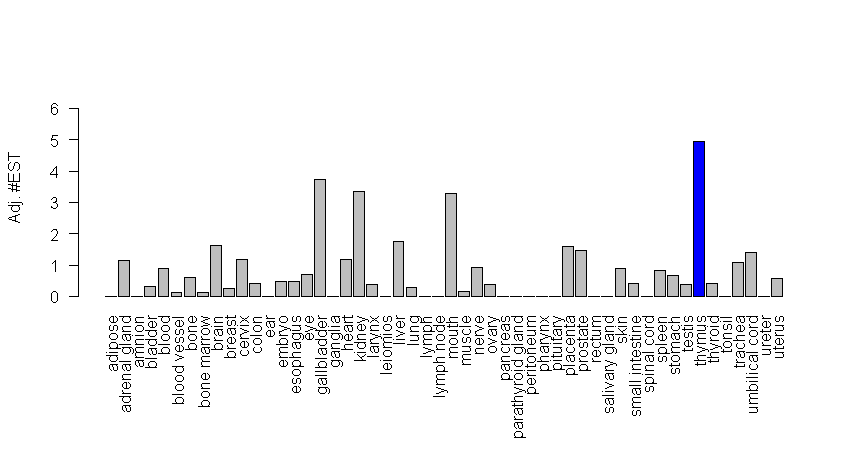 6
5
4
3
2
1
0
Adj. #EST
adipose
adrenal gland
amnion
bladder
blood
blood vessel
bone
bone marrow
brain
breast
cervix
colon
ear
embryo
esophagus
eye
gallbladder
ganglia
heart
kidney
larynx
leiomios
liver
lung
lymph
lymph node
mouth
muscle
nerve
ovary
pancreas
parathyroid gland
peritoneum
pharynx
pituitary
placenta
prostate
rectum
salivary gland
skin
small intestine
spinal cord
spleen
stomach
testis
thymus
thyroid
tonsil
trachea
umbilical cord
ureter
uterus